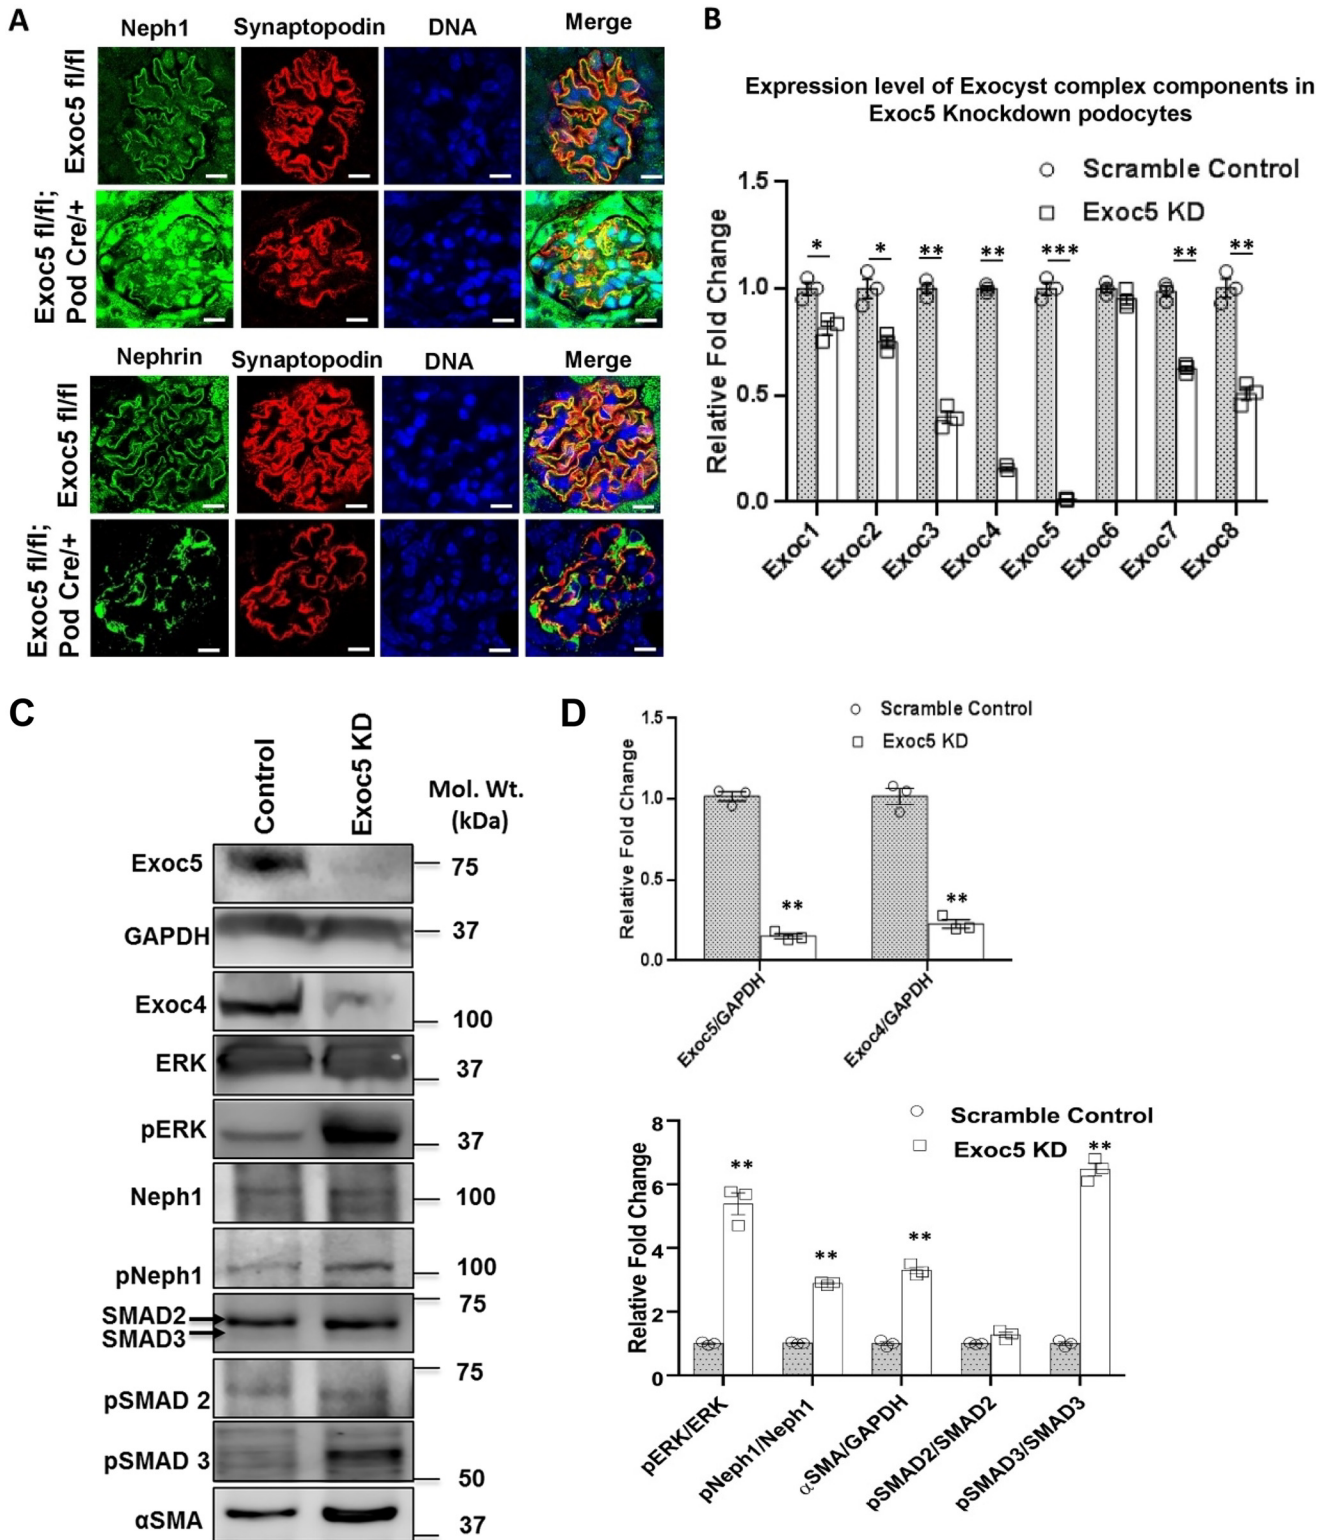 A
Neph1 Synaptopodin DNA Merge
Exoc5 fl/fl
Exoc5 fl/fl;
Pod Cre/+
Nephrin Synaptopodin DNA Merge
Exoc5 fl/fl
Exoc5 fl/fl;
Pod Cre/+
B
Expression level of Exocyst complex components in
Exoc5 Knockdown podocytes
Scramble Control
Exoc5 KD
Relative Fold Change
1.5
1.0
0.5
0.0
* * ** ** *** ** **
Exoc1 Exoc2 Exoc3 Exoc4 Exoc5 Exoc6 Exoc7 Exoc8
C
Control Exoc5 KD
Mol. Wt.
(kDa)
Exoc5 75
GAPDH 37
Exoc4 100
ERK 37
pERK 37
Neph1 100
pNeph1 100
75
SMAD2
SMAD3
75
pSMAD 2
pSMAD 3
50
αSMA 37
D
Scramble Control
Exoc5 KD
Relative Fold Change
1.5
1.0
0.5
0.0
** **
Exoc5/GAPDH Exoc4/GAPDH
Scramble Control
Exoc5 KD
Relative Fold Change
8
6
4
2
0
** ** ** **
pERK/ERK pNeph1/Neph1 αSMA/GAPDH pSMAD2/SMAD2 pSMAD3/SMAD3